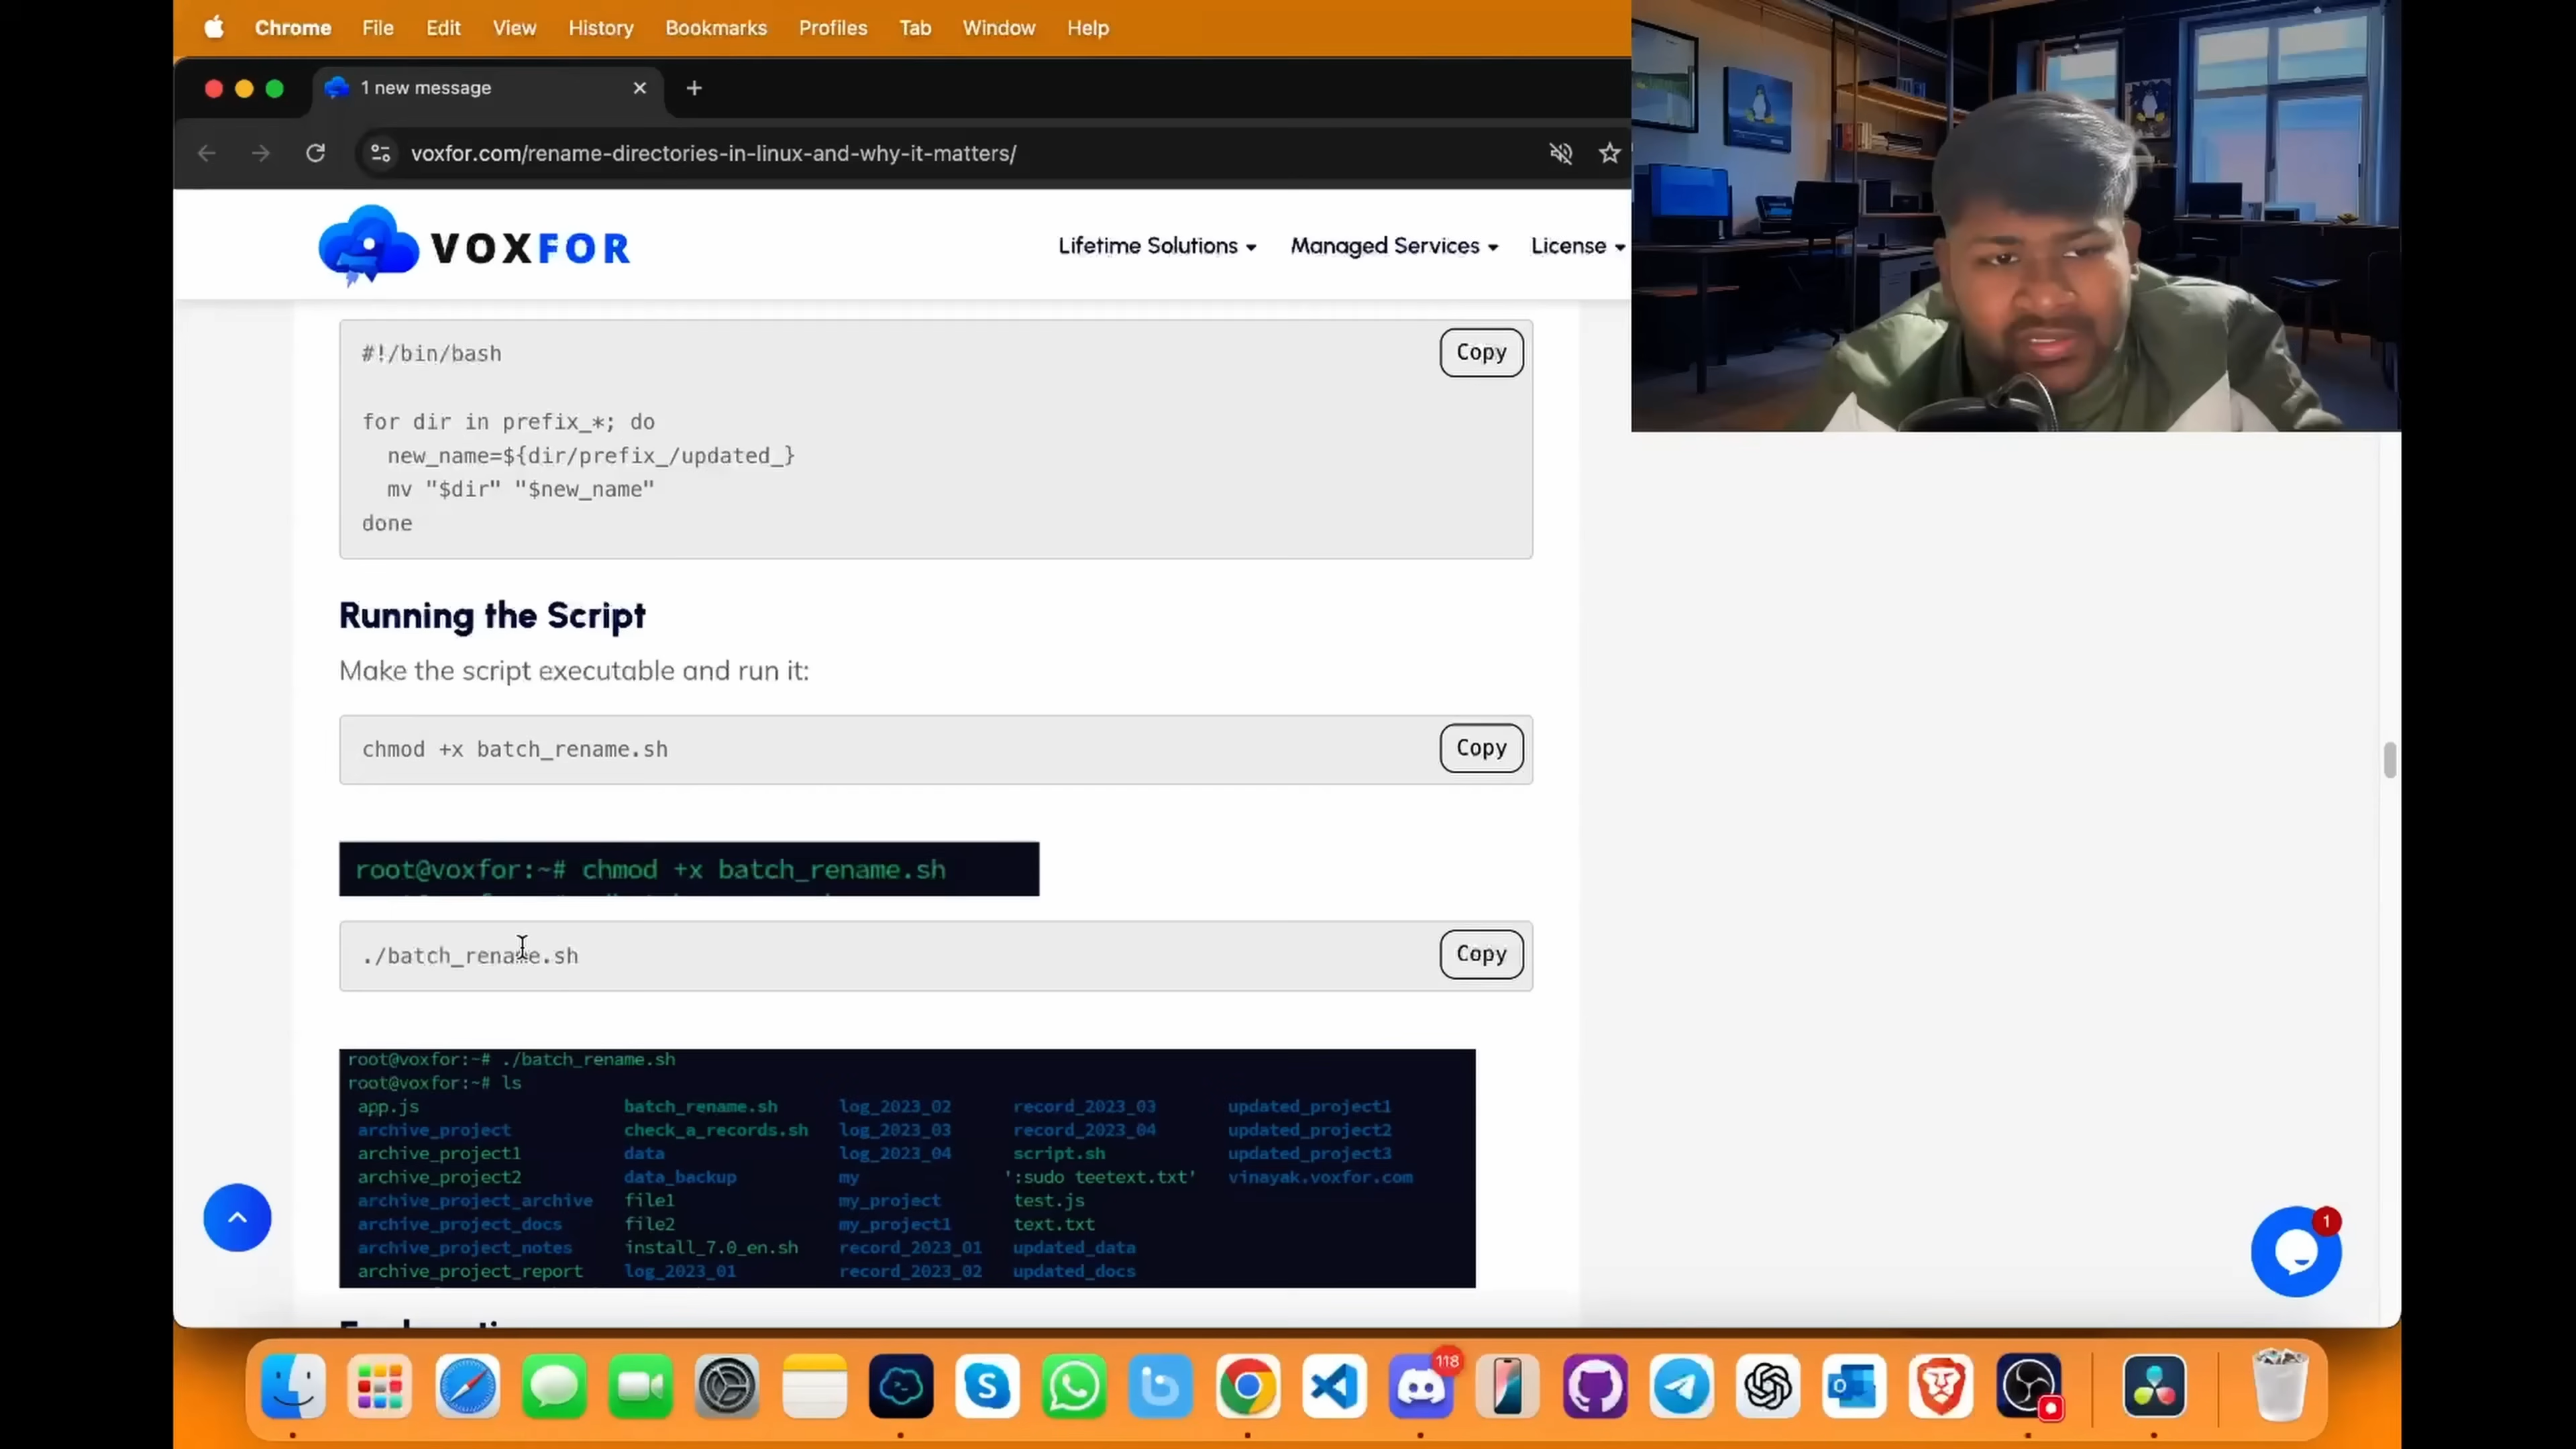 Chrome File Edit View History Bookmarks Profiles Tab Window Help
1 new message
voxfor.com/rename-directories-in-linux-and-why-it-matters/
VOXFOR
Lifetime Solutions Managed Services License
#!/bin/bash
Copy
for dir in prefix_*; do
new_name=${dir/prefix_/updated_}
mv "$dir" "$new_name"
done
Running the Script
Make the script executable and run it:
chmod +x batch_rename.sh
Copy
root@voxfor:~# chmod +x batch_rename.sh
./batch_rename.sh
Copy
root@voxfor:~# ./batch_rename.sh
root@voxfor:~# ls
app.js batch_rename.sh log_2023_02 record_2023_03 updated_project1
archive_project check_a_records.sh log_2023_03 record_2023_04 updated_project2
archive_project1 data log_2023_04 script.sh updated_project3
archive_project2 data_backup my ':sudo teetext.txt' vinayak.voxfor.com
archive_project_archive file1 my_project test.js
archive_project_docs file2 my_project1 text.txt
archive_project_notes install_7.0_en.sh record_2023_01 updated_data
archive_project_report log_2023_01 record_2023_02 updated_docs
1
118